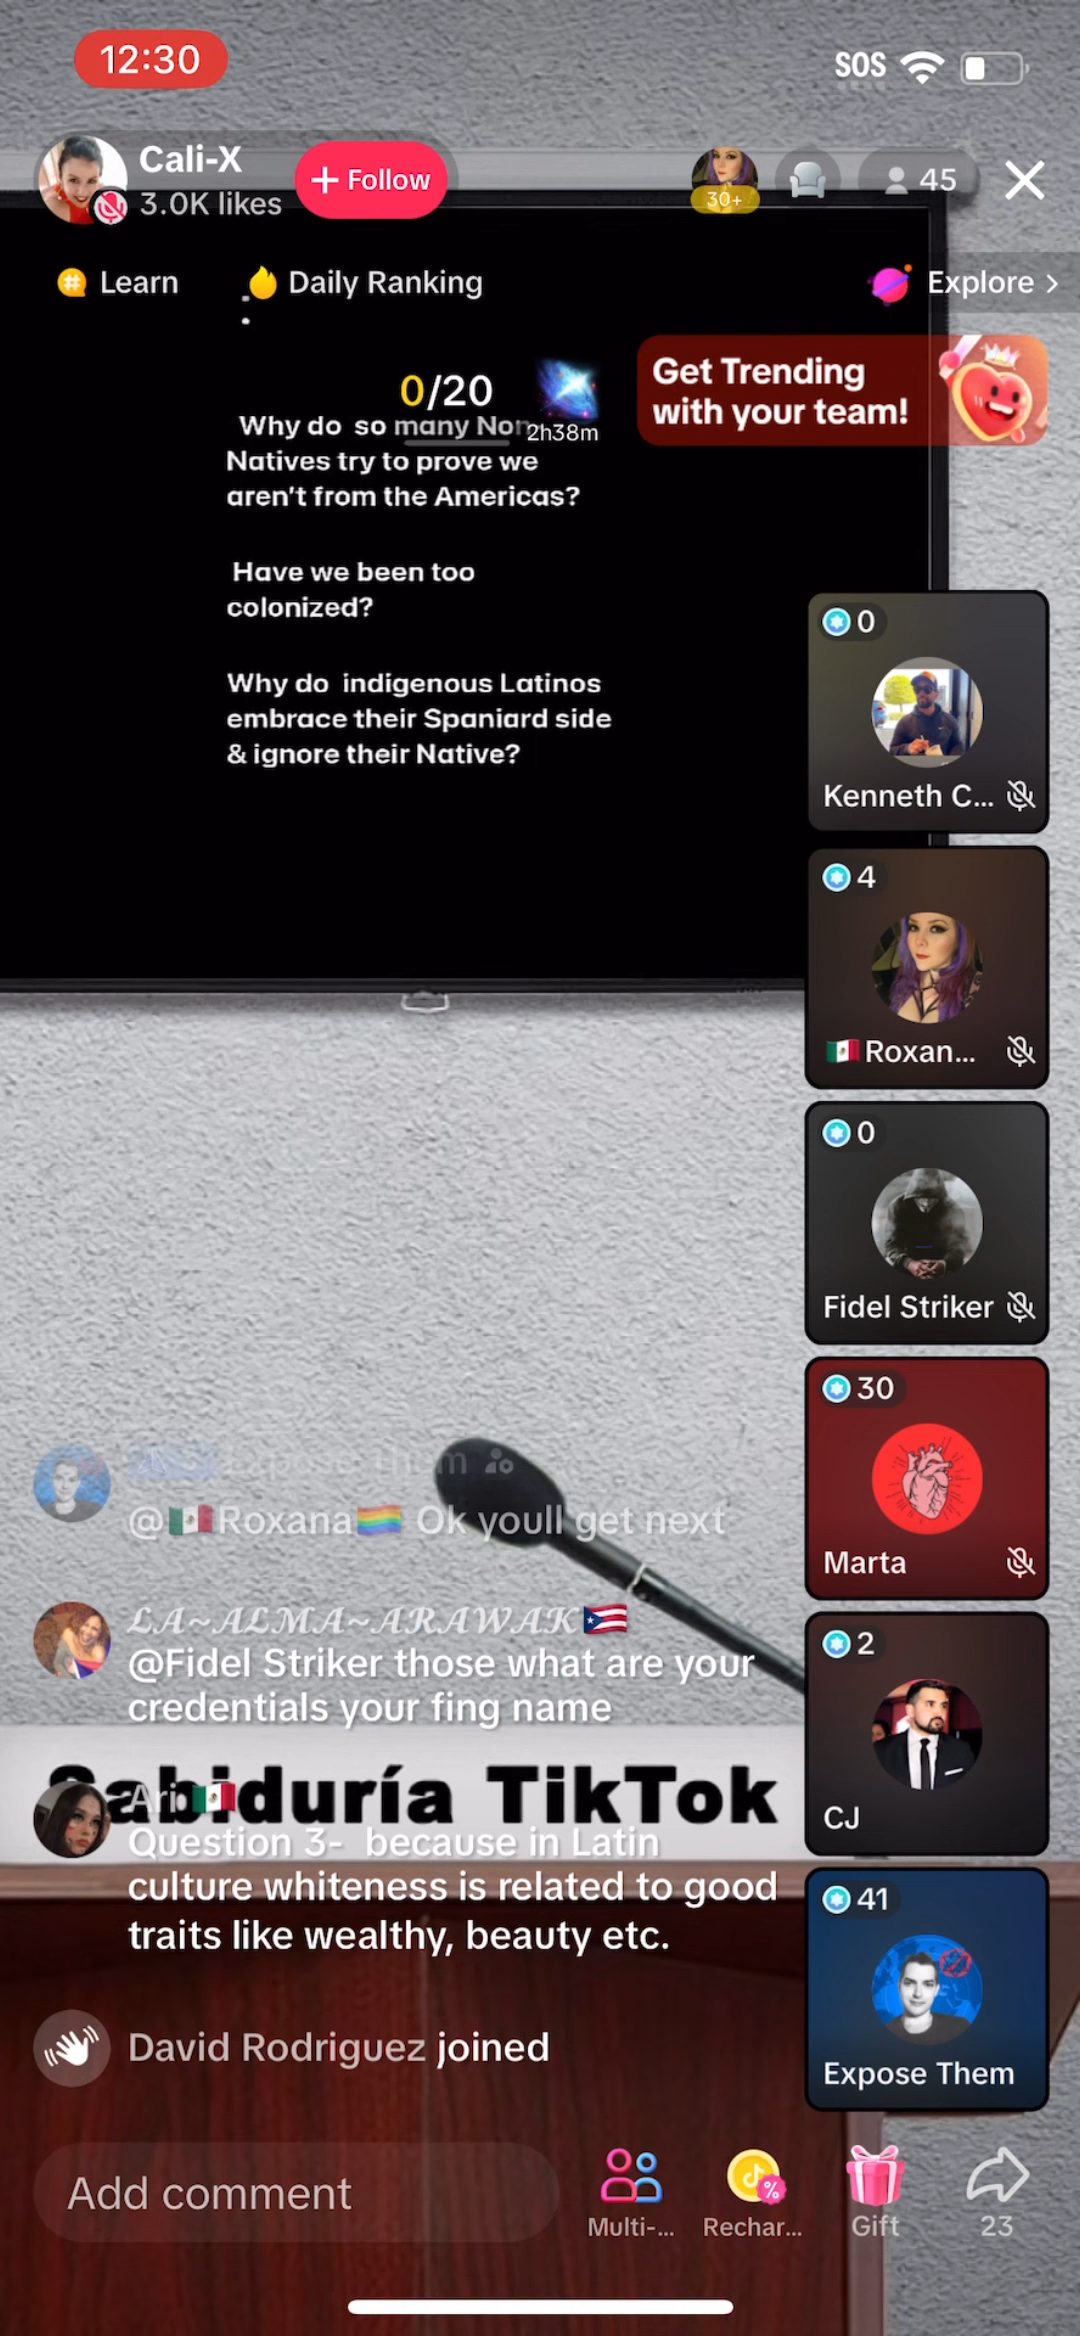 12:30
SOS
Cali-X
3.0K likes
+ Follow
30+
45
Learn
Daily Ranking
Explore >
Get Trending
with your team!
0/20
2h38m
Why do so many Non
Natives try to prove we
aren't from the Americas?
Have we been too
colonized?
Why do indigenous Latinos
embrace their Spaniard side
& ignore their Native?
0
Kenneth C...
4
🇲🇽Roxan...
0
Fidel Striker
30
Marta
2
CJ
41
Expose Them
@🇲🇽Roxana🏳️‍🌈 Ok youll get next
LA~ALMA~ARAWAK🇵🇷
@Fidel Striker those what are your
credentials your fing name
Sabiduría TikTok
Ari🇲🇽
Question 3- because in Latin
culture whiteness is related to good
traits like wealthy, beauty etc.
David Rodriguez joined
Add comment
Multi-...
Rechar...
Gift
23